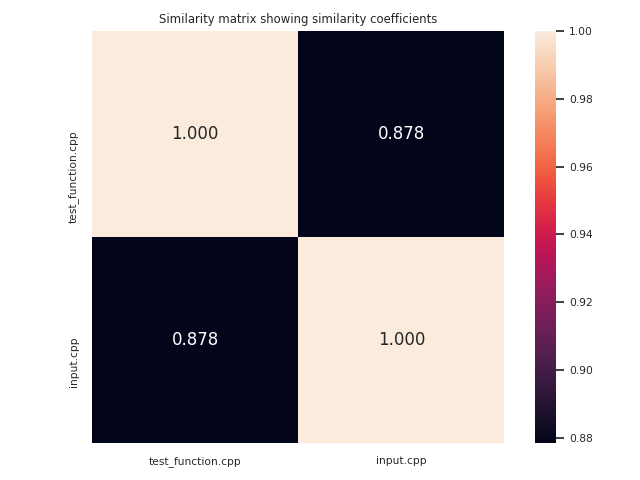 Similarity matrix showing similarity coefficients
test_function.cpp
input.cpp
1.000
0.878
0.878
1.000
test_function.cpp
input.cpp
1.00
0.98
0.96
0.94
0.92
0.90
0.88